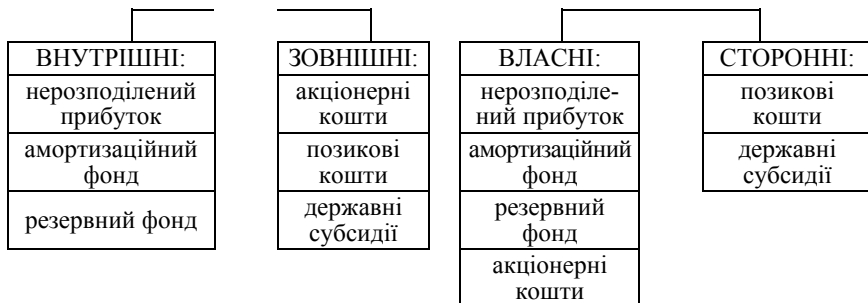 ВНУТРІШНІ:
нерозподілений
прибуток
амортизаційний
фонд
резервний фонд
ЗОВНІШНІ:
акціонерні
кошти
позикові
кошти
державні
субсидії
ВЛАСНІ:
нерозподіле-
ний прибуток
амортизаційний
фонд
резервний
фонд
акціонерні
кошти
СТОРОННІ:
позикові
кошти
державні
субсидії